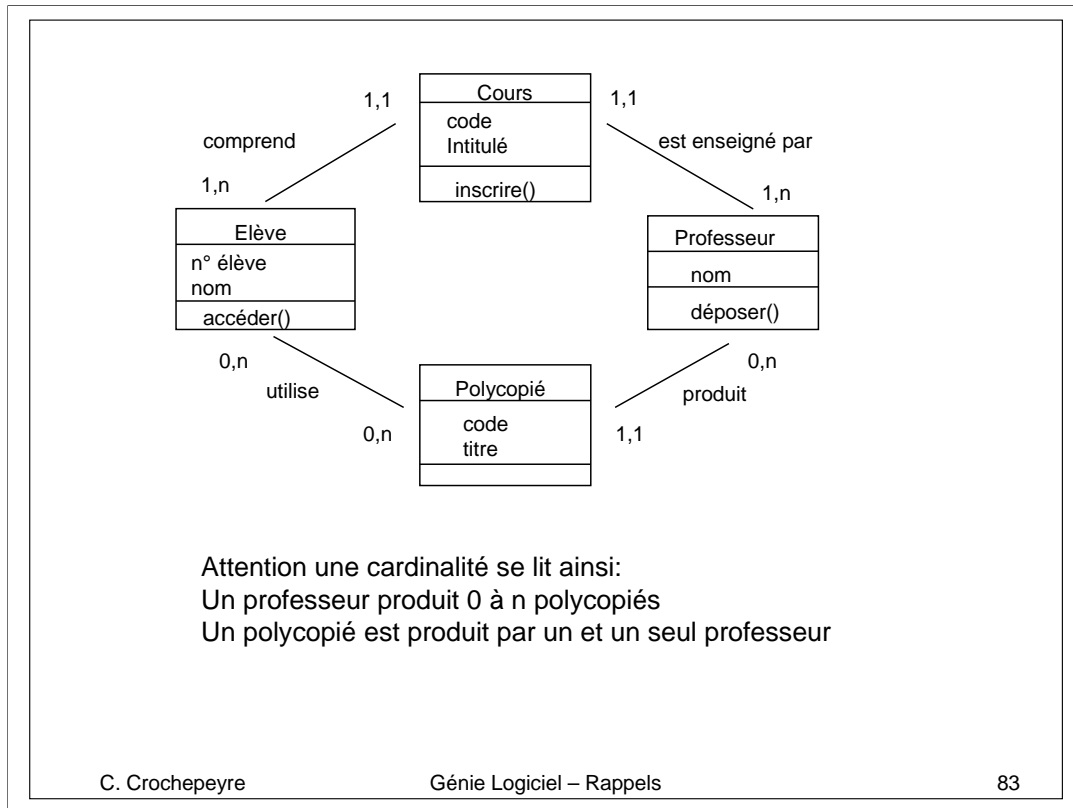 Cours
1,1
1,1
code
Intitulé
comprend
est enseigné par
inscrire()
1,n
1,n
Elève
Professeur
n° élève
nom
nom
accéder()
déposer()
0,n
0,n
utilise
Polycopié
produit
code
titre
0,n
1,1
Attention une cardinalité se lit ainsi:
Un professeur produit 0 à n polycopiés
Un polycopié est produit par un et un seul professeur
C. Crochepeyre Génie Logiciel – Rappels 83